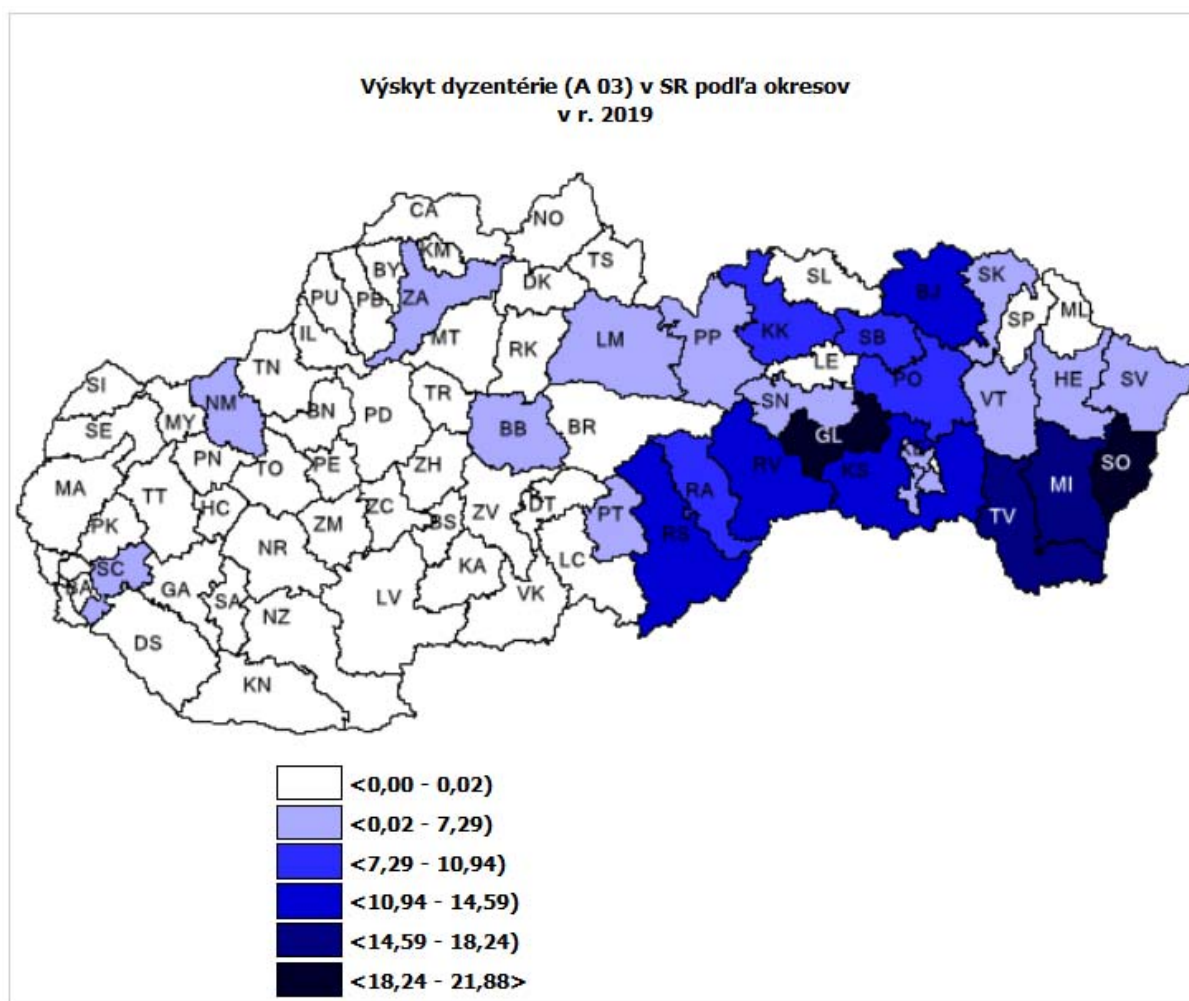 Výskyt dyzentérie (A 03) v SR podľa okresov
v r. 2019
CA
NO
KM
TS
BY
SL
SK
PU
PB
ZA
DK
BJ
SP
ML
IL
MT
KK
SB
RK
LM
PP
LE
TN
PO
HE
SV
SI
NM
TR
SN
VT
MY
BN
PD
BB
BR
SE
GL
PN
TO
PE
ZH
RV
KS
SO
MA
TT
RA
MI
HC
ZC
BS
ZV
DT
PT
TV
PK
ZM
RS
NR
SC
KA
LC
BA
GA
SA
LV
VK
NZ
DS
KN
<0,00 - 0,02)
<0,02 - 7,29)
<7,29 - 10,94)
<10,94 - 14,59)
<14,59 - 18,24)
<18,24 - 21,88>